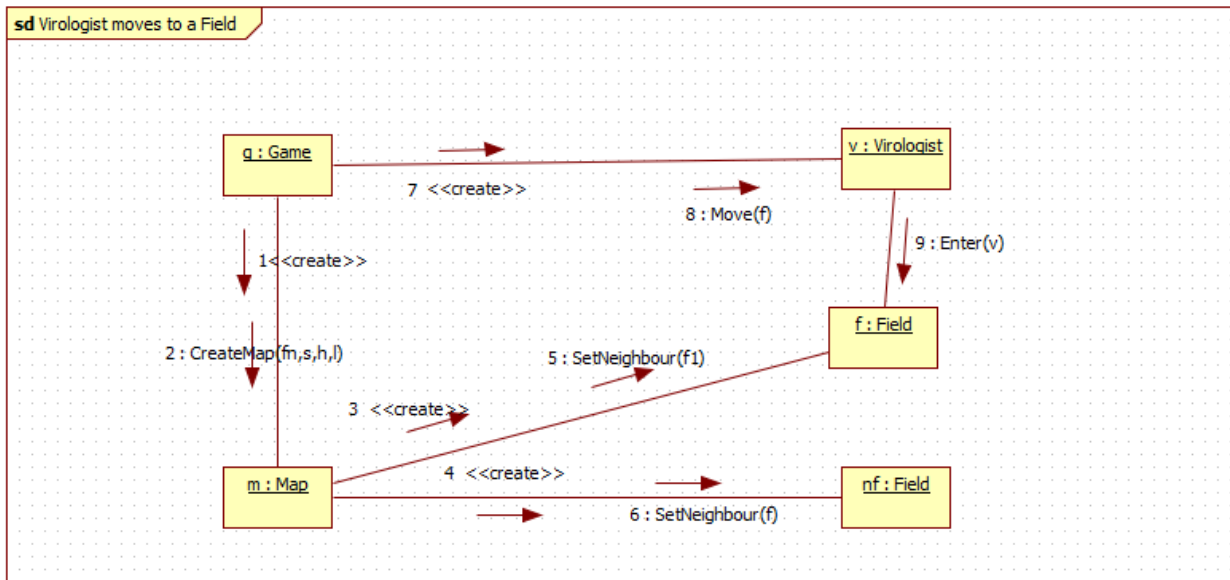 sd Virologist moves to a Field
g : Game
v : Virologist
7 <<create>>
8 : Move(f)
1<<create>>
9 : Enter(v)
f : Field
2 : CreateMap(fn,s,h,l)
5 : SetNeighbour(f1)
3 <<create>>
m : Map
4 <<create>>
nf : Field
6 : SetNeighbour(f)